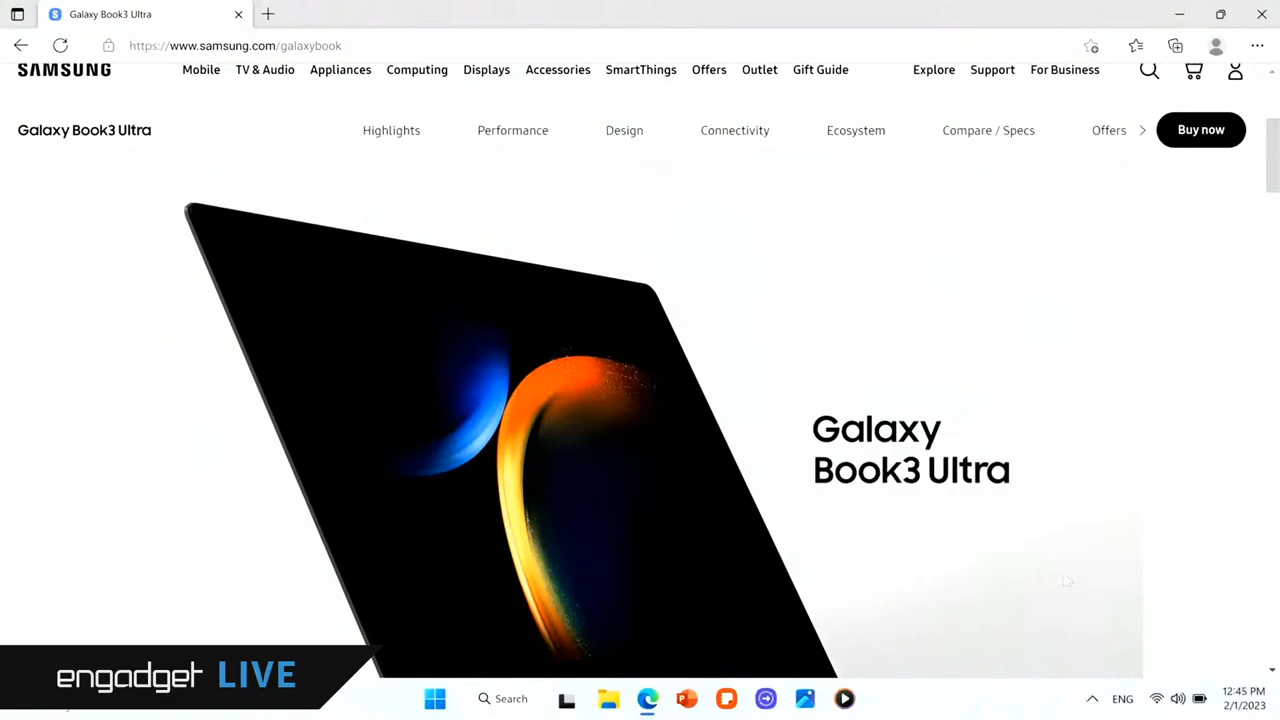 Galaxy Book3 Ultra
https://www.samsung.com/galaxybook
SAMSUNG Mobile TV & Audio Appliances Computing Displays Accessories SmartThings Offers Outlet Gift Guide Explore Support For Business
Galaxy Book3 Ultra Highlights Performance Design Connectivity Ecosystem Compare / Specs Offers Buy now
Galaxy
Book3 Ultra
engadget LIVE
Search ENG 12:45 PM
2/1/2023